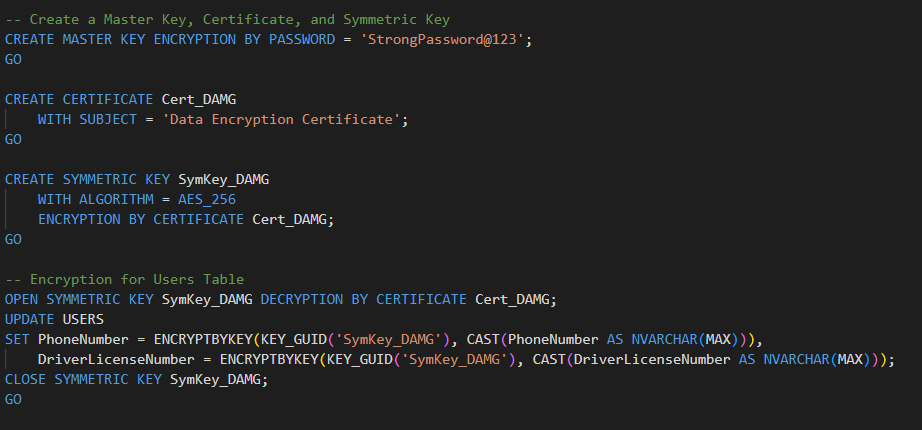 -- Create a Master Key, Certificate, and Symmetric Key
CREATE MASTER KEY ENCRYPTION BY PASSWORD = 'StrongPassword@123';
GO
CREATE CERTIFICATE Cert_DAMG
    WITH SUBJECT = 'Data Encryption Certificate';
GO
CREATE SYMMETRIC KEY SymKey_DAMG
    WITH ALGORITHM = AES_256
    ENCRYPTION BY CERTIFICATE Cert_DAMG;
GO
-- Encryption for Users Table
OPEN SYMMETRIC KEY SymKey_DAMG DECRYPTION BY CERTIFICATE Cert_DAMG;
UPDATE USERS
SET PhoneNumber = ENCRYPTBYKEY(KEY_GUID('SymKey_DAMG'), CAST(PhoneNumber AS NVARCHAR(MAX))),
    DriverLicenseNumber = ENCRYPTBYKEY(KEY_GUID('SymKey_DAMG'), CAST(DriverLicenseNumber AS NVARCHAR(MAX)));
CLOSE SYMMETRIC KEY SymKey_DAMG;
GO